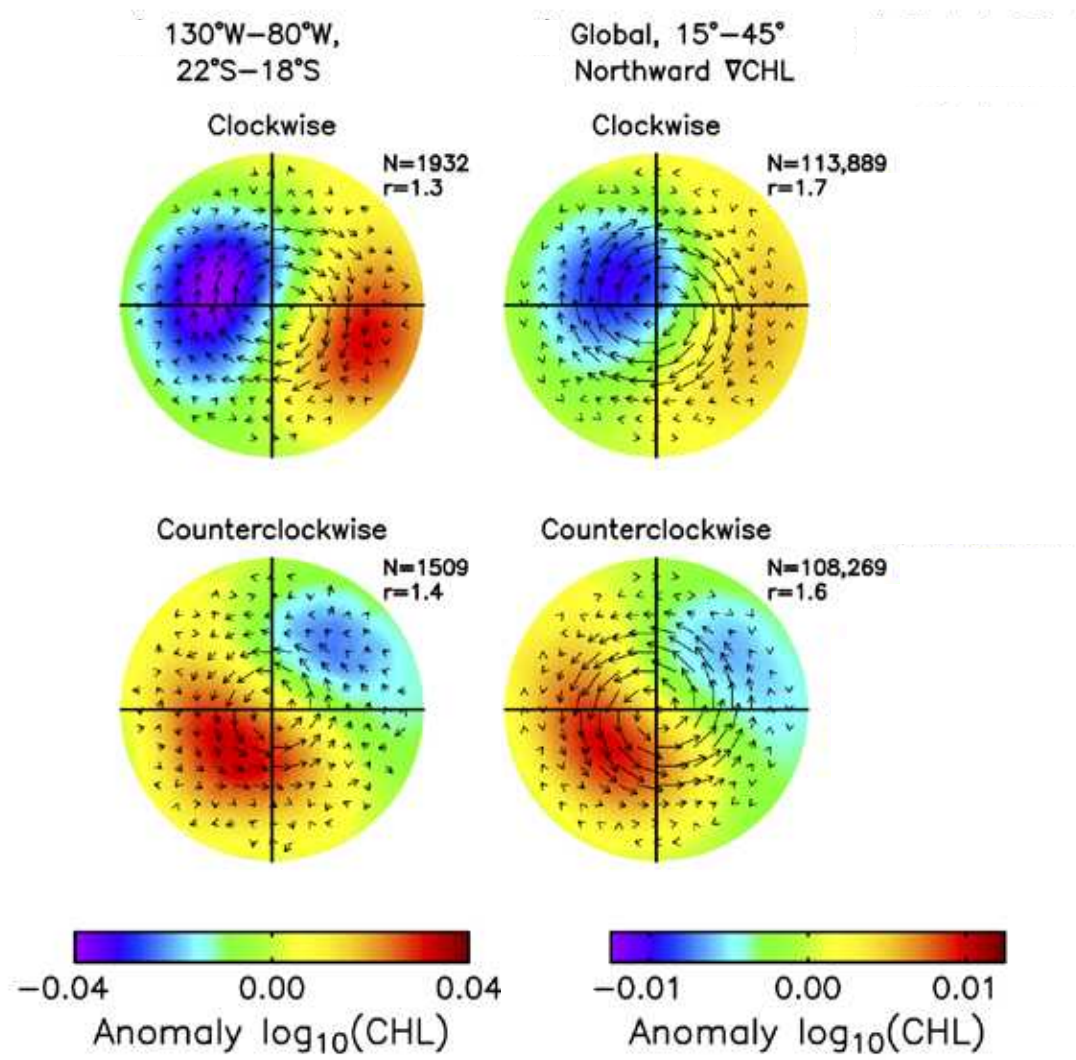 130°W–80°W,
22°S–18°S
Global, 15°–45°
Northward ∇CHL
Clockwise
N=1932
r=1.3
Clockwise
N=113,889
r=1.7
Counterclockwise
N=1509
r=1.4
Counterclockwise
N=108,269
r=1.6
−0.04 0.00 0.04
Anomaly log₁₀(CHL)
−0.01 0.00 0.01
Anomaly log₁₀(CHL)